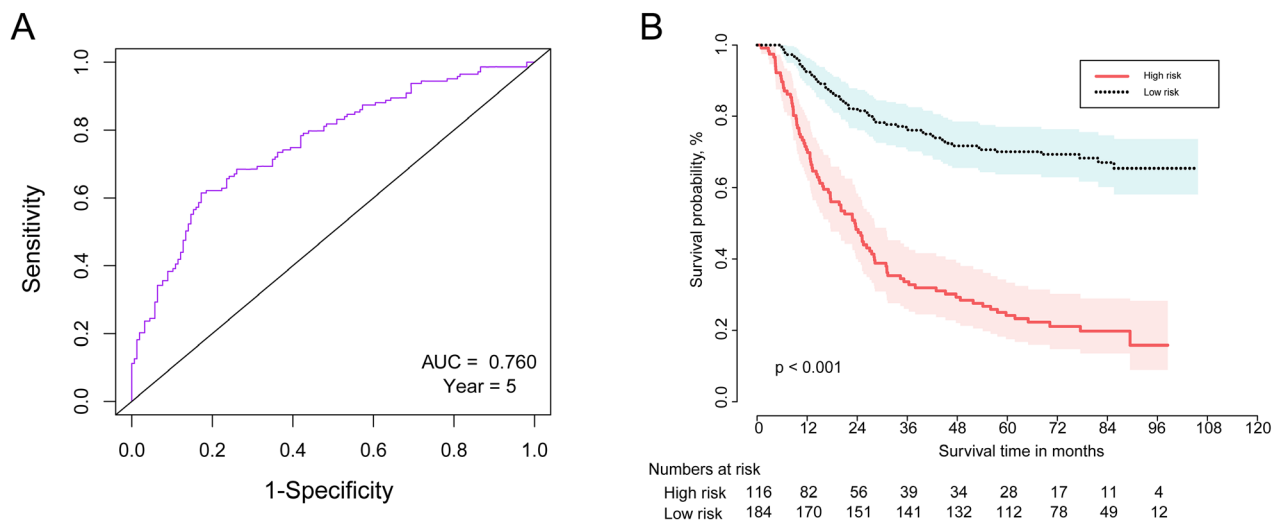 A
Sensitivity
1.0
0.8
0.6
0.4
0.2
0.0
AUC = 0.760
Year = 5
0.0 0.2 0.4 0.6 0.8 1.0
1-Specificity
B
Survival probability, %
1.0
0.8
0.6
0.4
0.2
0.0
High risk
Low risk
p < 0.001
0 12 24 36 48 60 72 84 96 108 120
Survival time in months
Numbers at risk
High risk 116 82 56 39 34 28 17 11 4
Low risk 184 170 151 141 132 112 78 49 12